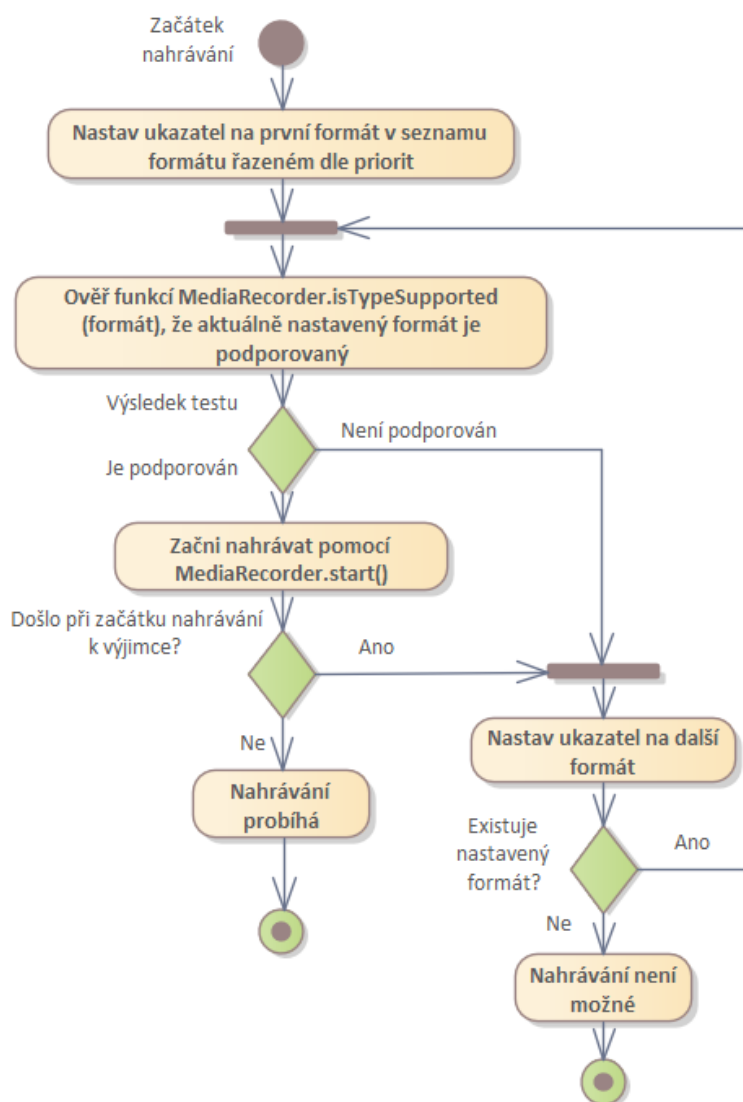 Začátek
nahrávání
Nastav ukazatel na první formát v seznamu
formátu řazeném dle priorit
Ověř funkcí MediaRecorder.isTypeSupported
(formát), že aktuálně nastavený formát je
podporovaný
Výsledek testu
Není podporován
Je podporován
Začni nahrávat pomocí
MediaRecorder.start()
Došlo při začátku nahrávání
k výjimce?
Ano
Ne
Nahrávání
probíhá
Nastav ukazatel na další
formát
Existuje
nastavený
formát?
Ano
Ne
Nahrávání není
možné